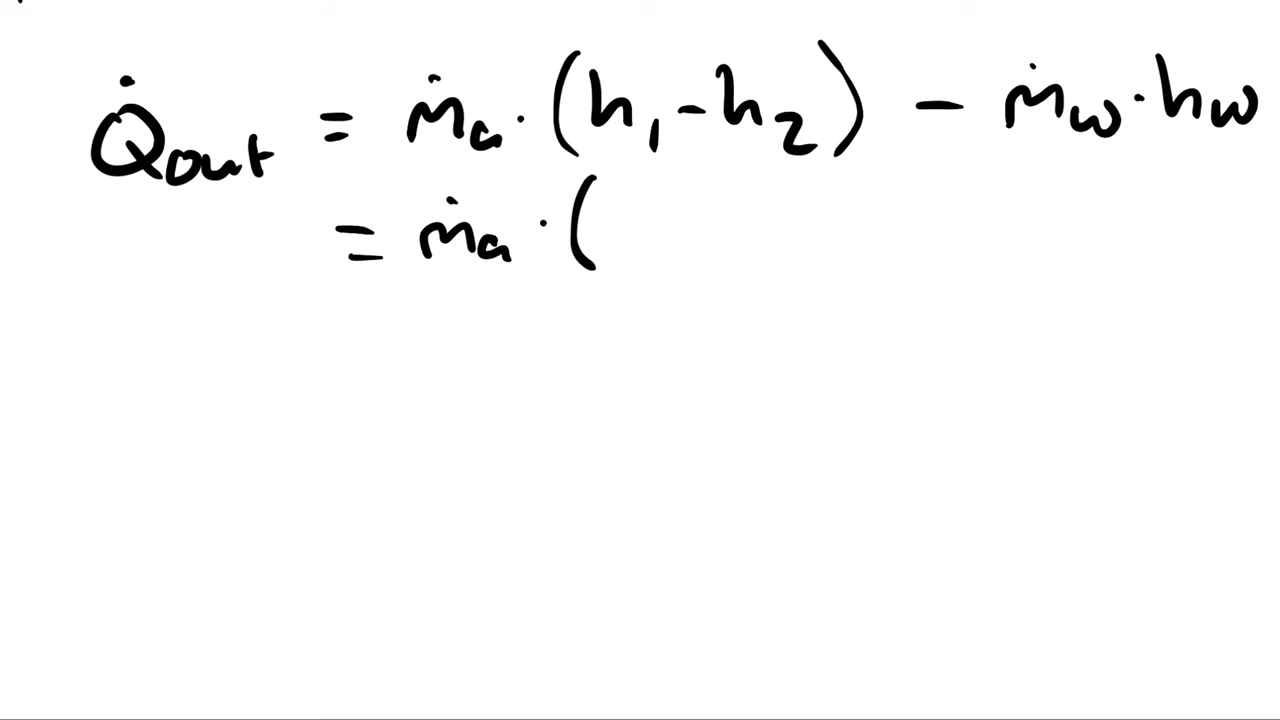 Q̇out = ṁa · (h₁ - h₂) - ṁw · hw
= ṁa · (